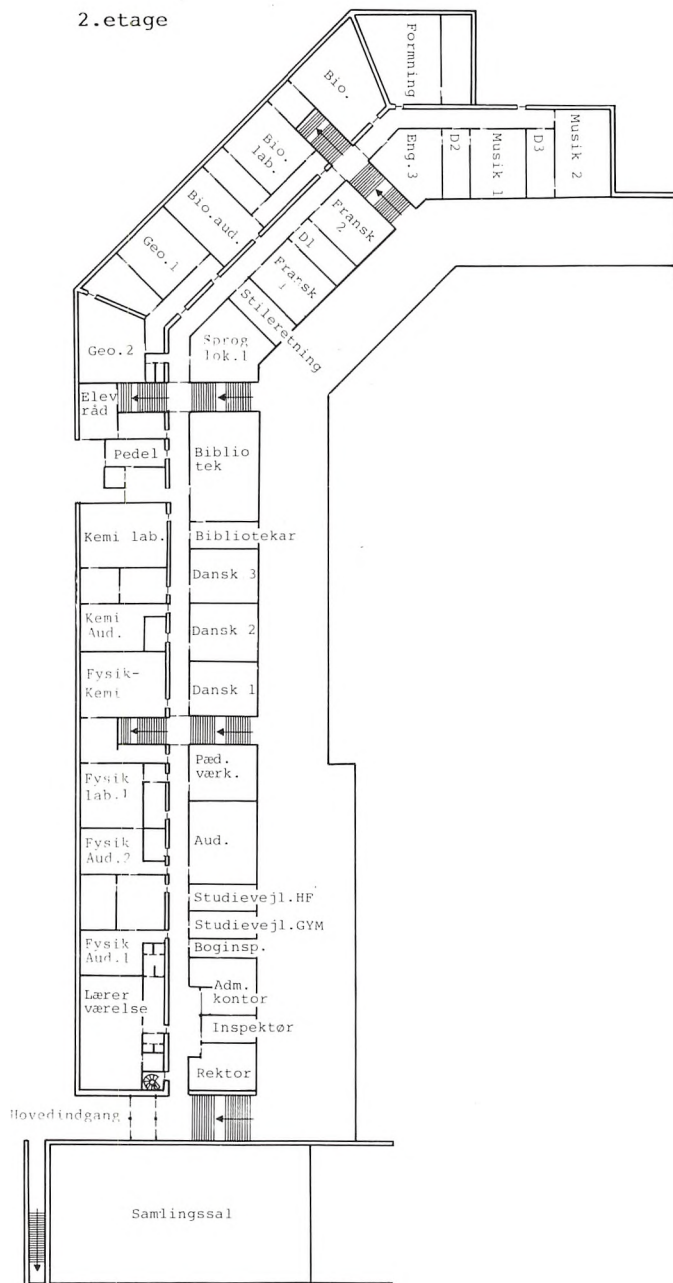 2.etage
Formning
Bio.
Bio.
lab.
Bio.aud.
Geo.1
Geo.2
Eng.3
D2
Musik 1
D3
Musik 2
Fransk
2
D1
Fransk
1
Stileretning
Sprog
lok.1
Elev
råd
Pedel
Biblio
tek
Kemi lab.
Bibliotekar
Dansk 3
Kemi
Aud.
Dansk 2
Fysik-
Kemi
Dansk 1
Pæd.
værk.
Fysik
lab.1
Aud.
Fysik
Aud.2
Studievejl.HF
Studievejl.GYM
Boginsp.
Fysik
Aud.1
Adm.
kontor
Lærer
værelse
Inspektør
Rektor
Hovedindgang
Samlingssal